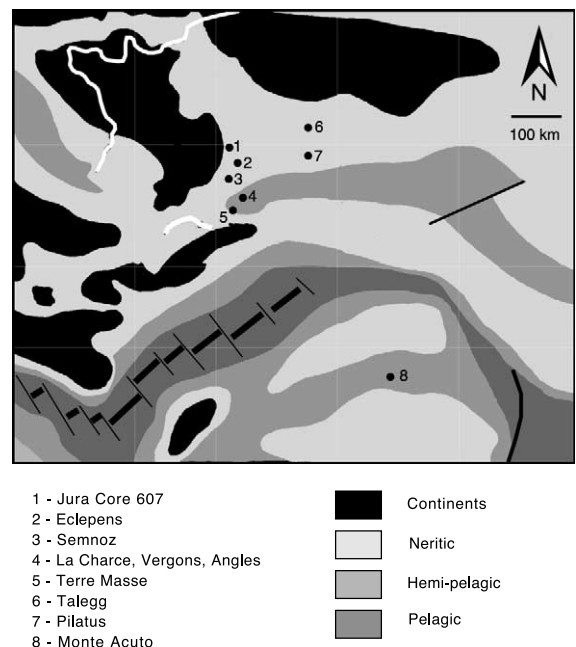 N
100 km
1
2
3
4
5
6
7
8
1 - Jura Core 607
2 - Eclepens
3 - Semnoz
4 - La Charce, Vergons, Angles
5 - Terre Masse
6 - Talegg
7 - Pilatus
8 - Monte Acuto
Continents
Neritic
Hemi-pelagic
Pelagic